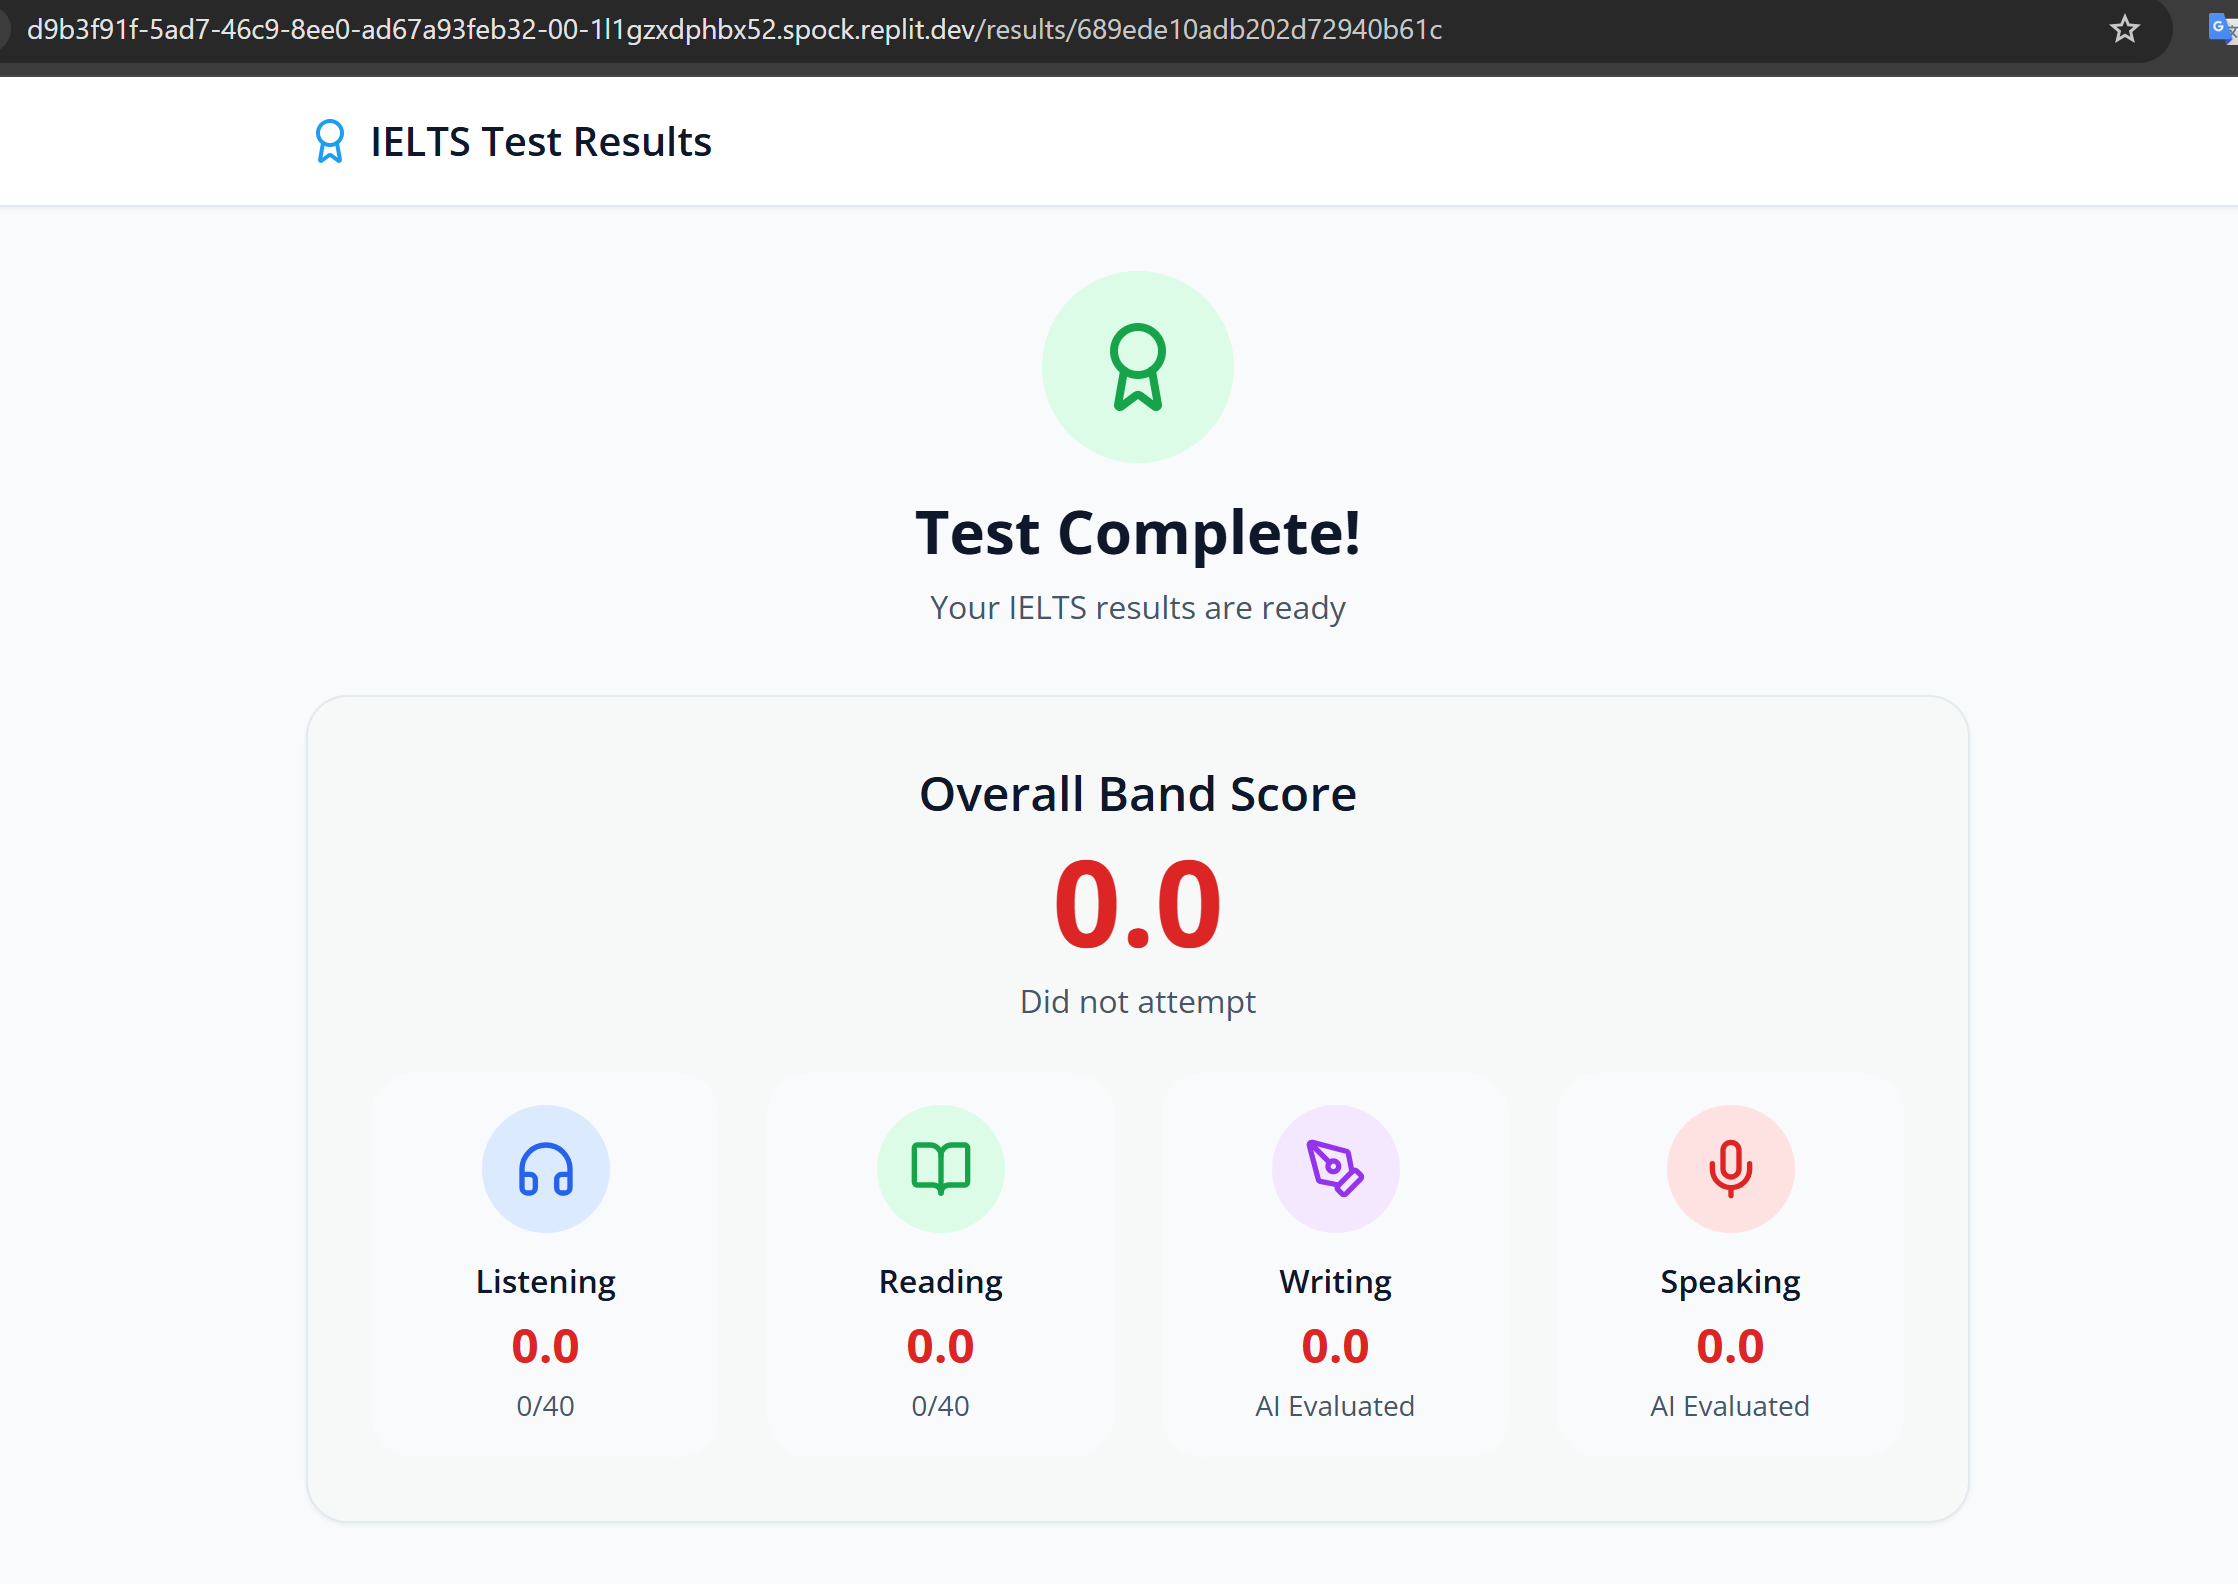 d9b3f91f-5ad7-46c9-8ee0-ad67a93feb32-00-1l1gzxdphbx52.spock.replit.dev/results/689ede10adb202d72940b61c
IELTS Test Results
Test Complete!
Your IELTS results are ready
Overall Band Score
0.0
Did not attempt
Listening
0.0
0/40
Reading
0.0
0/40
Writing
0.0
AI Evaluated
Speaking
0.0
AI Evaluated